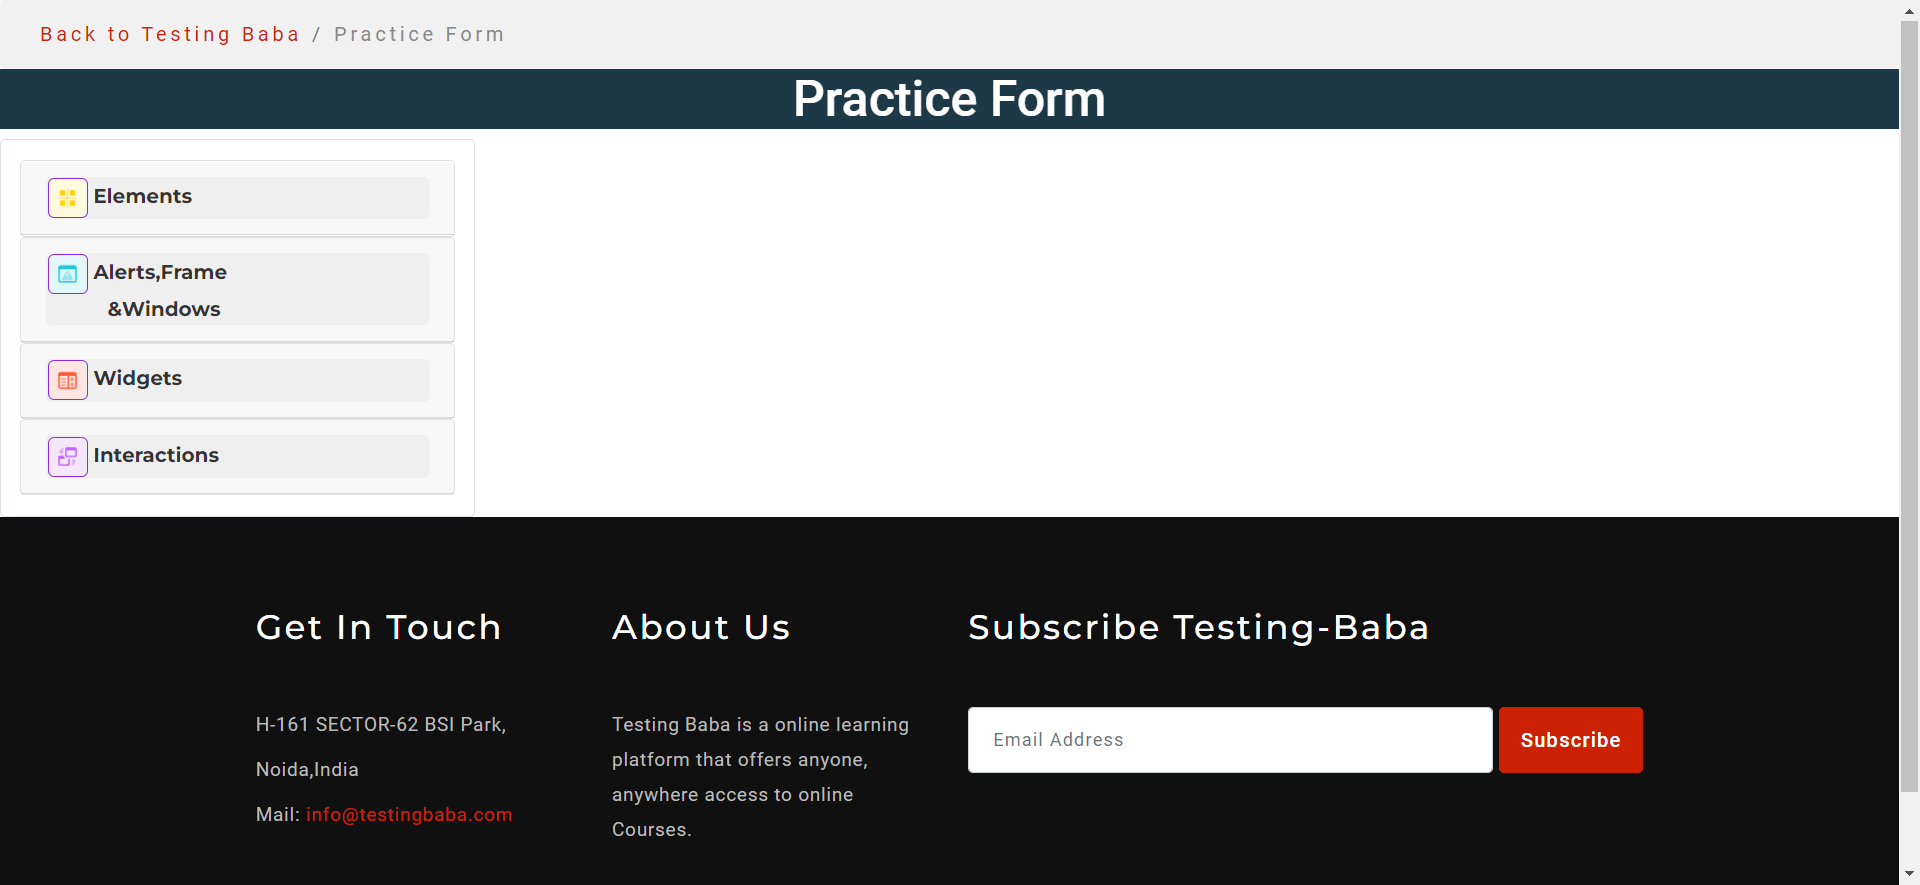 Back to Testing Baba / Practice Form
Practice Form
Elements
Alerts,Frame
&Windows
Widgets
Interactions
Get In Touch
H-161 SECTOR-62 BSI Park,
Noida,India
Mail: info@testingbaba.com
About Us
Testing Baba is a online learning
platform that offers anyone,
anywhere access to online
Courses.
Subscribe Testing-Baba
Email Address
Subscribe